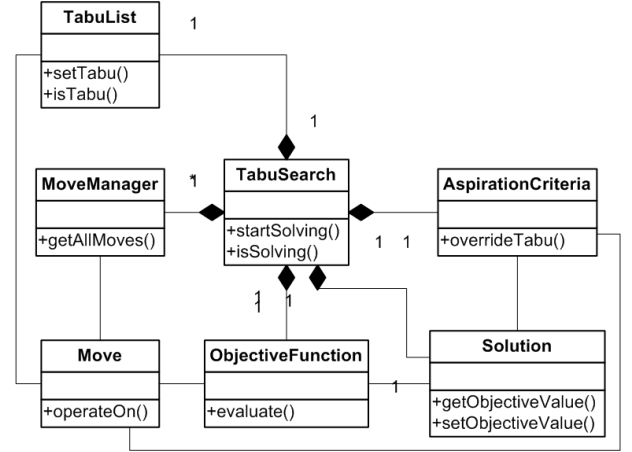 TabuList
1
+setTabu()
+isTabu()
1
MoveManager
*
1
TabuSearch
AspirationCriteria
+getAllMoves()
+startSolving()
+isSolving()
1
1
+overrideTabu()
1
1
1
Move
ObjectiveFunction
Solution
1
+operateOn()
+evaluate()
+getObjectiveValue()
+setObjectiveValue()